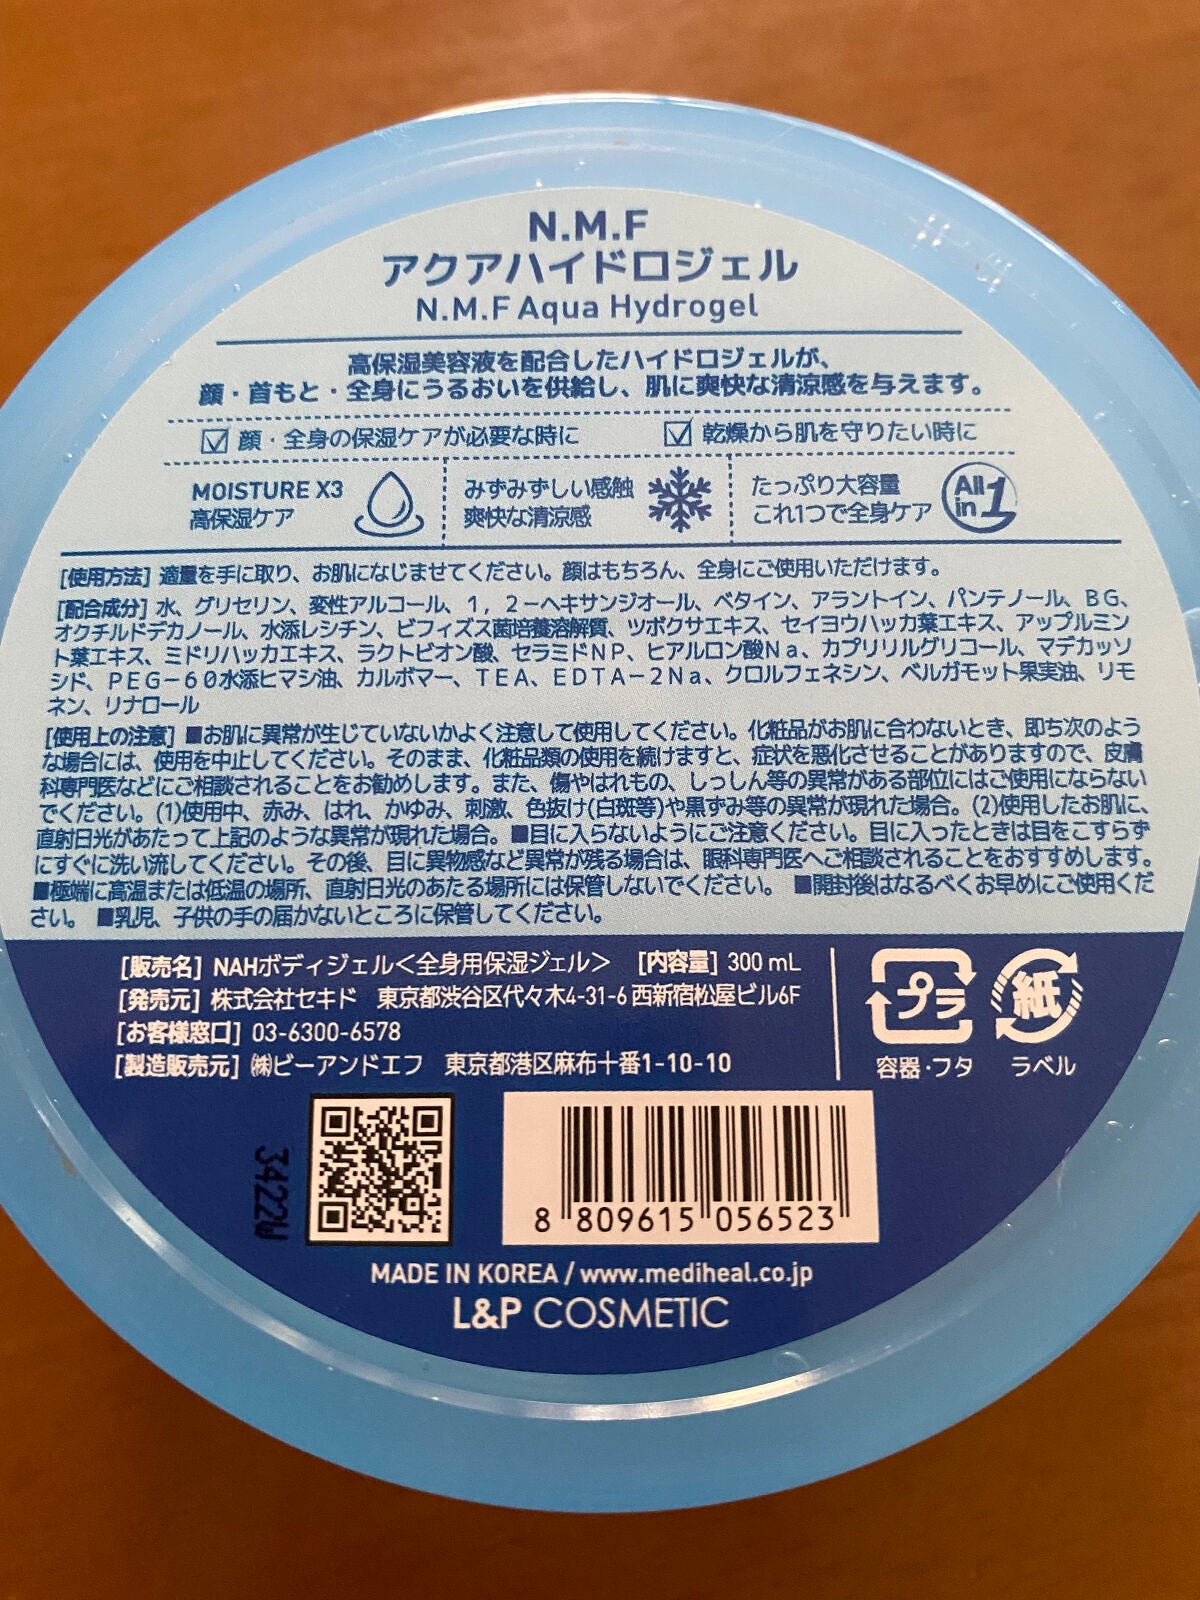 N.M.F
アクアハイドロジェル
N.M.F Aqua Hydrogel
高保湿美容液を配合したハイドロジェルが、
顔・首もと・全身にうるおいを供給し、肌に爽快な清涼感を与えます。
顔・全身の保湿ケアが必要な時に
乾燥から肌を守りたい時に
MOISTURE X3
高保湿ケア
みずみずしい感触
爽快な清涼感
たっぷり大容量
これ1つで全身ケア
All in 1
[使用方法] 適量を手に取り、お肌になじませてください。顔はもちろん、全身にご使用いただけます。
[配合成分] 水、グリセリン、変性アルコール、１，２－ヘキサンジオール、ベタイン、アラントイン、パンテノール、ＢＧ、
オクチルドデカノール、水添レシチン、ビフィズス菌培養溶解質、ツボクサエキス、セイヨウハッカ葉エキス、アップルミン
ト葉エキス、ミドリハッカエキス、ラクトビオン酸、セラミドＮＰ、ヒアルロン酸Ｎａ、カプリリルグリコール、マデカッソ
シド、ＰＥＧ－６０水添ヒマシ油、カルボマー、ＴＥＡ、ＥＤＴＡ－２Ｎａ、クロルフェネシン、ベルガモット果実油、リモ
ネン、リナロール
[使用上の注意] ■お肌に異常が生じていないかよく注意して使用してください。化粧品がお肌に合わないとき、即ち次のよう
な場合には、使用を中止してください。そのまま、化粧品類の使用を続けますと、症状を悪化させることがありますので、皮膚
科専門医などにご相談されることをお勧めします。また、傷やはれもの、しっしん等の異常がある部位にはご使用にならない
でください。(1)使用中、赤み、はれ、かゆみ、刺激、色抜け(白斑等)や黒ずみ等の異常が現れた場合。(2)使用したお肌に、
直射日光があたって上記のような異常が現れた場合。■目に入らないようにご注意ください。目に入ったときは目をこすらず
にすぐに洗い流してください。その後、目に異物感など異常が残る場合は、眼科専門医へご相談されることをおすすめします。
■極端に高温または低温の場所、直射日光のあたる場所には保管しないでください。 ■開封後はなるべくお早めにご使用くだ
さい。 ■乳児、子供の手の届かないところに保管してください。
[販売名] NAHボディジェル＜全身用保湿ジェル＞ [内容量] 300 mL
[発売元] 株式会社セキド 東京都渋谷区代々木4-31-6 西新宿松屋ビル6F
[お客様窓口] 03-6300-6578
[製造販売元] ㈱ビーアンドエフ 東京都港区麻布十番1-10-10
プラ
容器・フタ
紙
ラベル
3422W
8 809615 056523
MADE IN KOREA / www.mediheal.co.jp
L&P COSMETIC